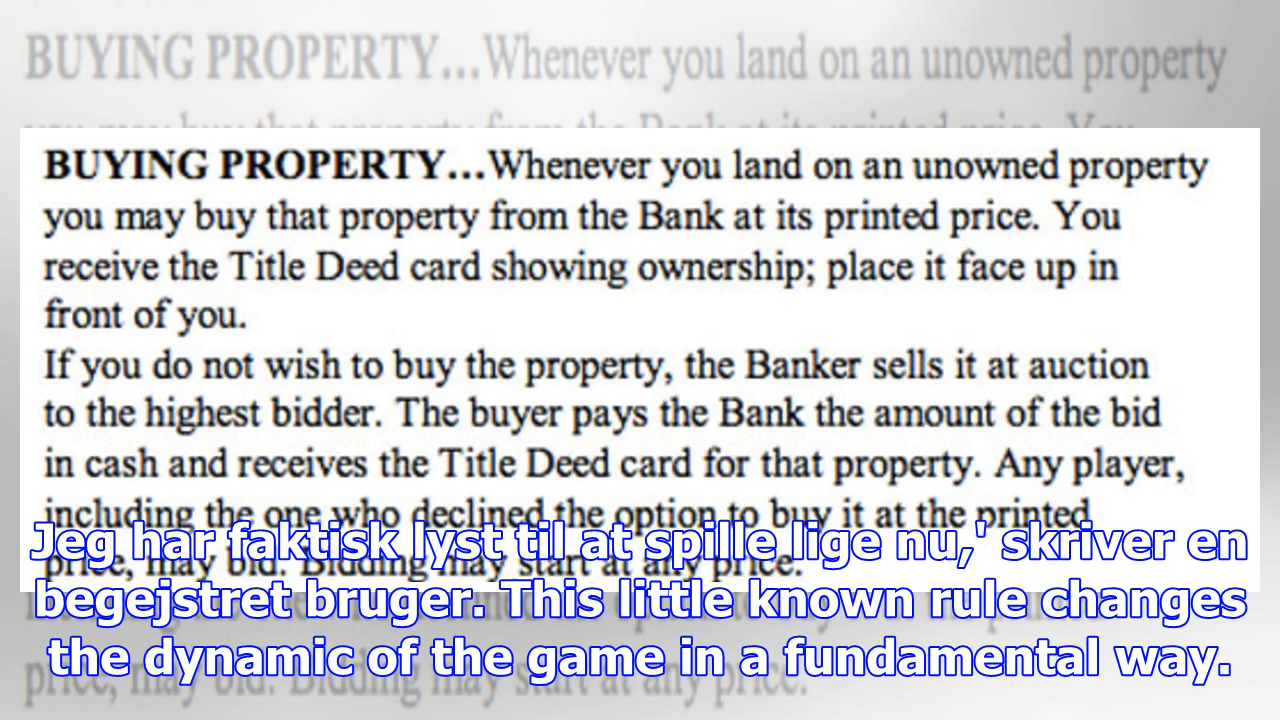 BUYING PROPERTY...Whenever you land on an unowned property
BUYING PROPERTY...Whenever you land on an unowned property
you may buy that property from the Bank at its printed price. You
receive the Title Deed card showing ownership; place it face up in
front of you.
If you do not wish to buy the property, the Banker sells it at auction
to the highest bidder. The buyer pays the Bank the amount of the bid
in cash and receives the Title Deed card for that property. Any player,
including the one who declined the option to buy it at the printed
price, may bid. Bidding may start at any price.
Jeg har faktisk lyst til at spille lige nu,' skriver en
begejstret bruger. This little known rule changes
the dynamic of the game in a fundamental way.
price, may bid. Bidding may start at any price.